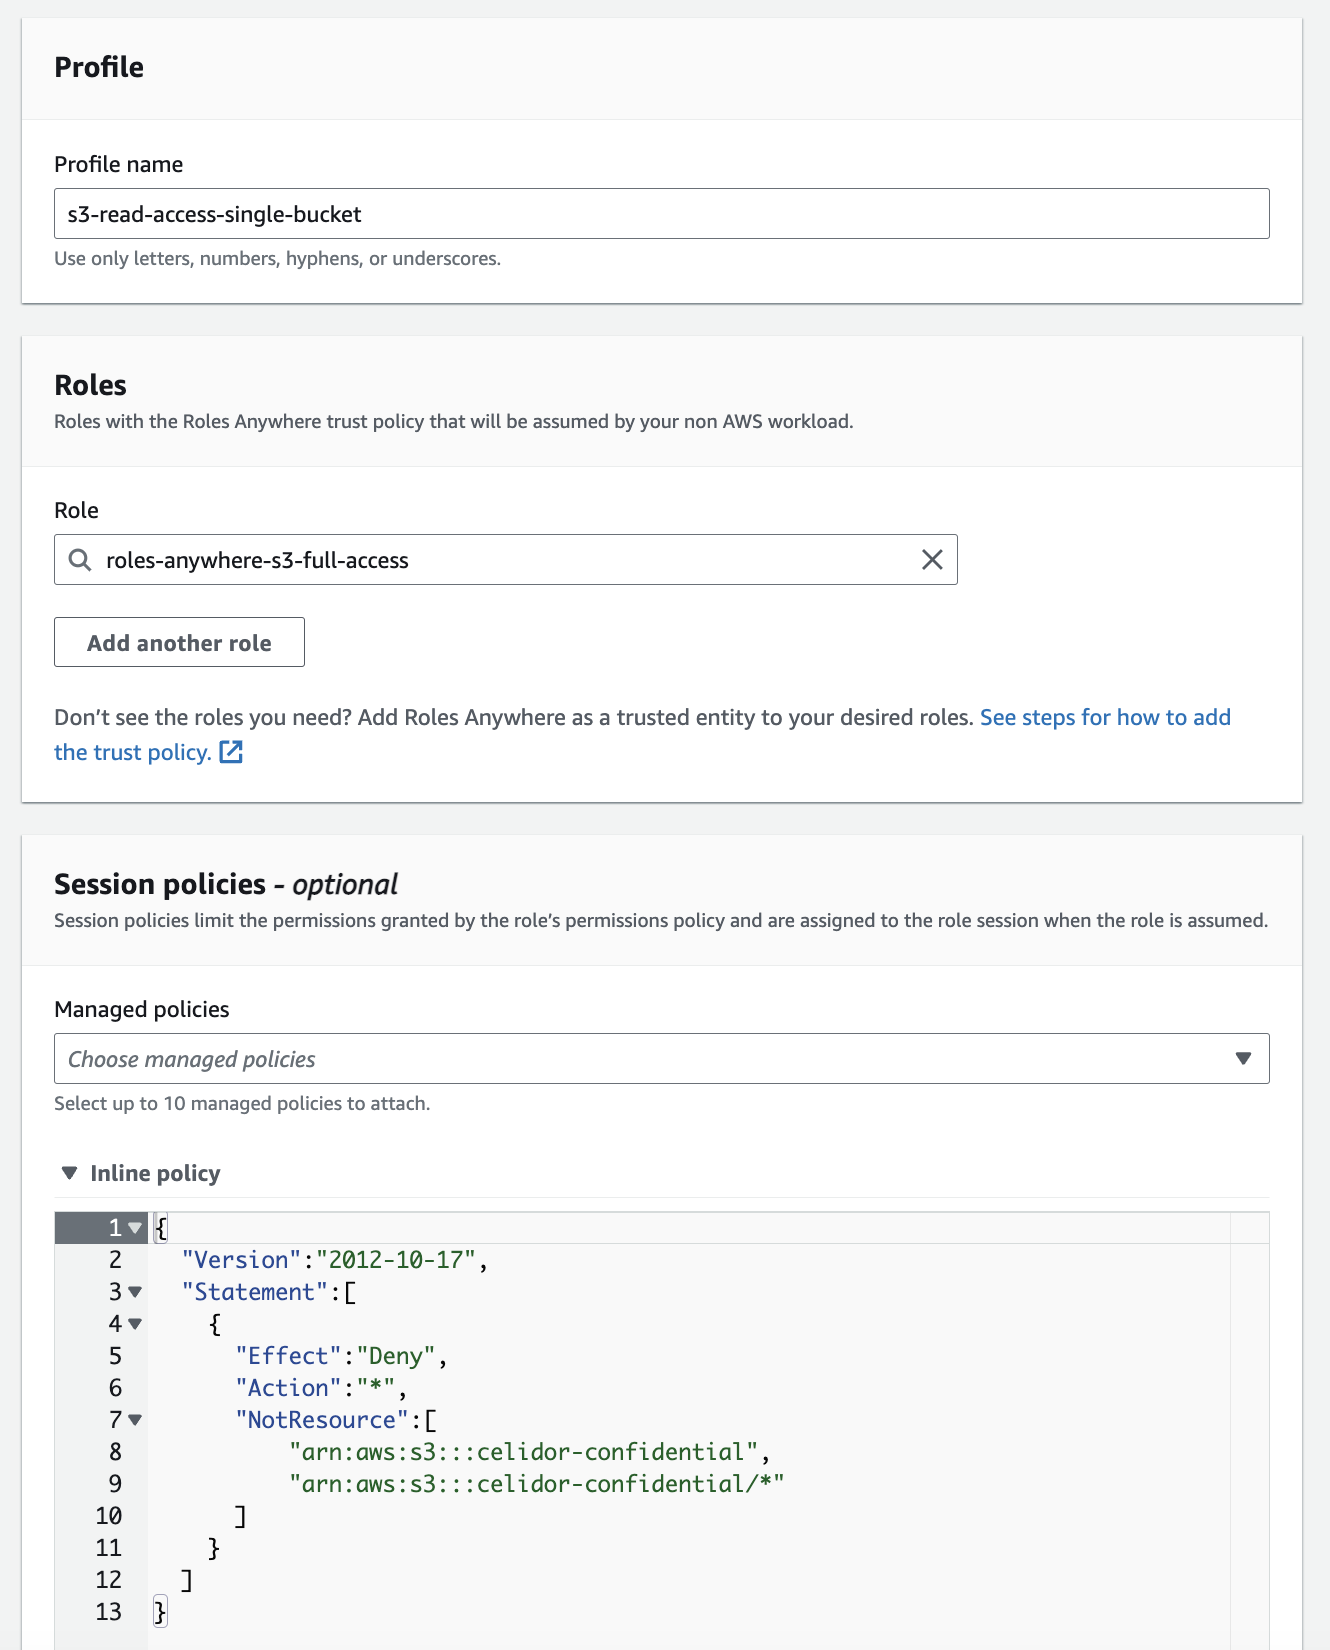 Profile
Profile name
s3-read-access-single-bucket
Use only letters, numbers, hyphens, or underscores.
Roles
Roles with the Roles Anywhere trust policy that will be assumed by your non AWS workload.
Role
roles-anywhere-s3-full-access
Add another role
Don’t see the roles you need? Add Roles Anywhere as a trusted entity to your desired roles. See steps for how to add
the trust policy.
Session policies - optional
Session policies limit the permissions granted by the role’s permissions policy and are assigned to the role session when the role is assumed.
Managed policies
Choose managed policies
Select up to 10 managed policies to attach.
Inline policy
1 {
2 "Version":"2012-10-17",
3 "Statement":[
4 {
5 "Effect":"Deny",
6 "Action":"*",
7 "NotResource":[
8 "arn:aws:s3:::celidor-confidential",
9 "arn:aws:s3:::celidor-confidential/*"
10 ]
11 }
12 ]
13 }